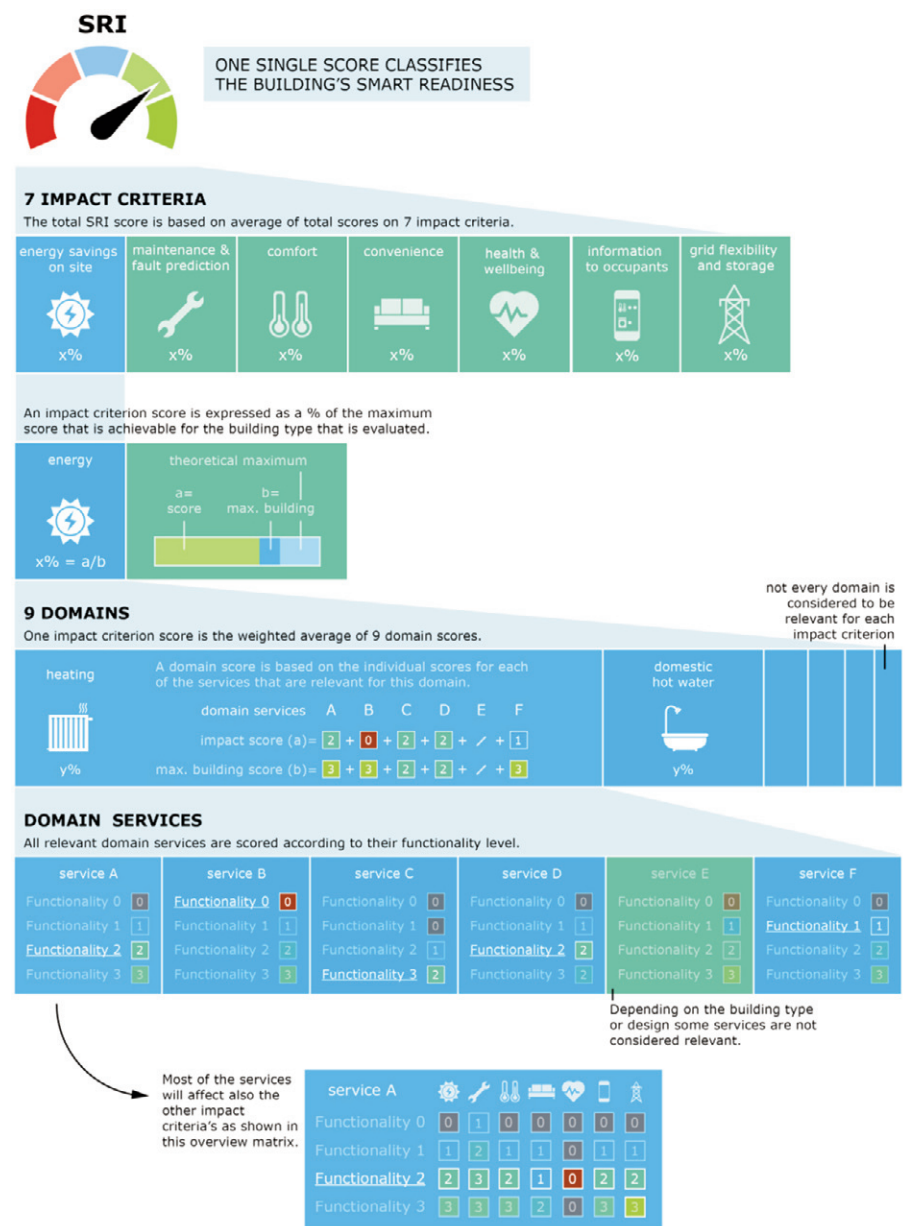 SRI
ONE SINGLE SCORE CLASSIFIES
THE BUILDING'S SMART READINESS
7 IMPACT CRITERIA
The total SRI score is based on average of total scores on 7 impact criteria.
energy savings
on site
x%
maintenance &
fault prediction
x%
comfort
x%
convenience
x%
health &
wellbeing
x%
information
to occupants
x%
grid flexibility
and storage
x%
An impact criterion score is expressed as a % of the maximum
score that is achievable for the building type that is evaluated.
energy
x% = a/b
theoretical maximum
a=
score
b=
max. building
not every domain is
considered to be
relevant for each
impact criterion
9 DOMAINS
One impact criterion score is the weighted average of 9 domain scores.
heating
y%
A domain score is based on the individual scores for each
of the services that are relevant for this domain.
domain services A B C D E F
impact score (a)= 2 + 0 + 2 + 2 + / + 1
max. building score (b)= 3 + 3 + 2 + 2 + / + 3
domestic
hot water
y%
DOMAIN SERVICES
All relevant domain services are scored according to their functionality level.
service A
Functionality 0 0
Functionality 1 1
Functionality 2 2
Functionality 3 3
service B
Functionality 0 0
Functionality 1 1
Functionality 2 2
Functionality 3 3
service C
Functionality 0 0
Functionality 1 0
Functionality 2 1
Functionality 3 2
service D
Functionality 0 0
Functionality 1 1
Functionality 2 2
Functionality 3 2
service E
Functionality 0 0
Functionality 1 1
Functionality 2 2
Functionality 3 3
service F
Functionality 0 0
Functionality 1 1
Functionality 2 2
Functionality 3 3
Depending on the building type
or design some services are not
considered relevant.
Most of the services
will affect also the
other impact
criteria's as shown in
this overview matrix.
service A
Functionality 0 0 1 0 0 0 0 0
Functionality 1 1 2 1 1 0 1 1
Functionality 2 2 3 2 1 0 2 2
Functionality 3 3 3 3 2 0 3 3